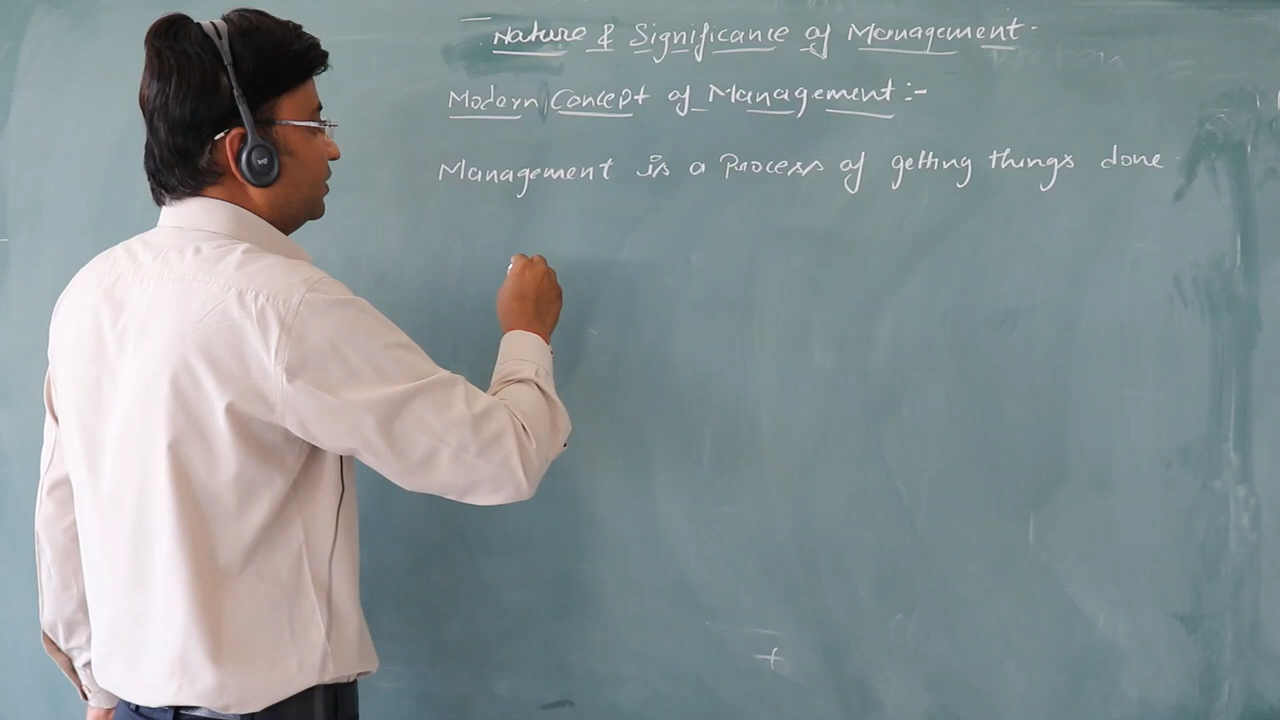 Nature & Significance of Management.
Modern Concept of Management :-
Management is a Process of getting things done